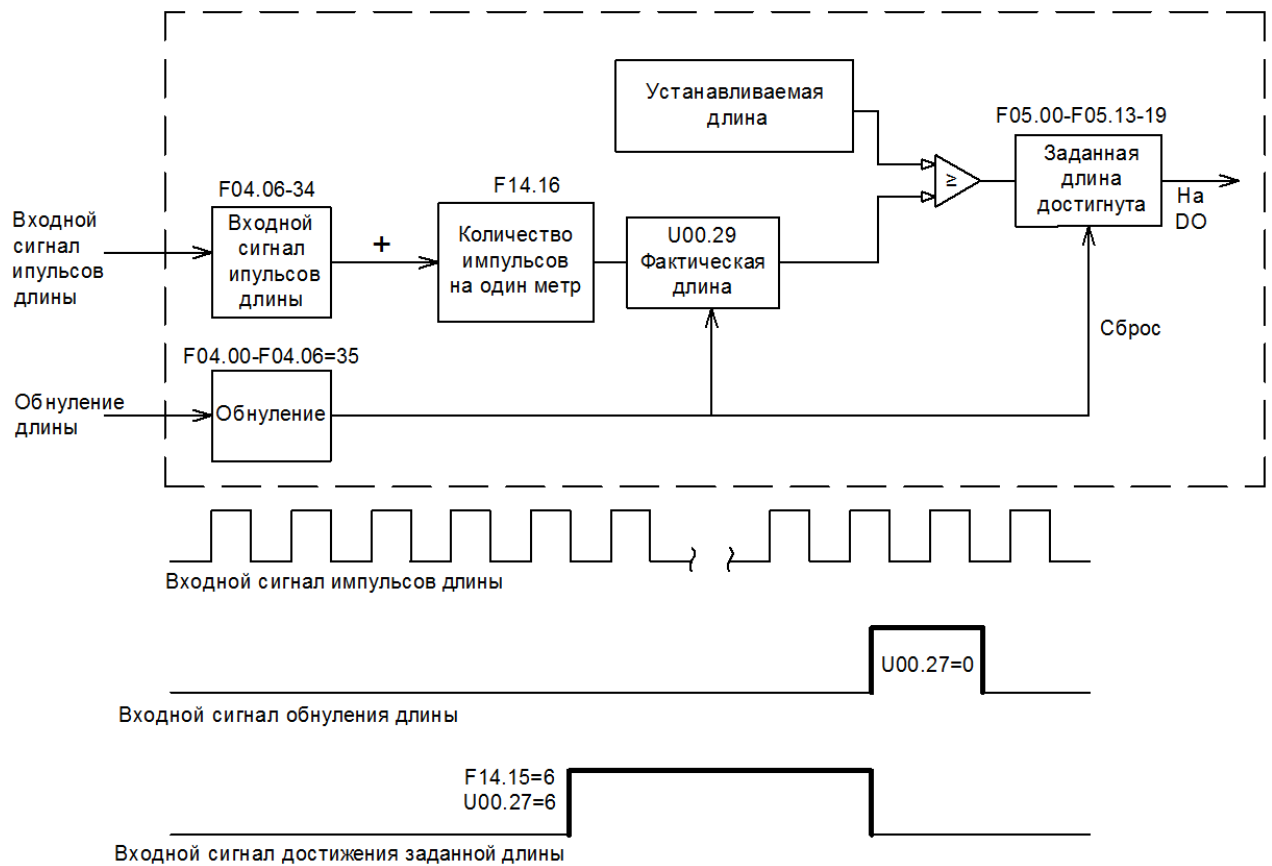 Устанавливаемая
длина
F05.00-F05.13-19
Заданная
длина
достигнута
На
DO
≥
F04.06-34
Входной
сигнал
ипульсов
длины
Входной
сигнал
ипульсов
длины
+
F14.16
Количество
импульсов
на один метр
U00.29
Фактическая
длина
Сброс
F04.00-F04.06=35
Обнуление
длины
Обнуление
Входной сигнал импульсов длины
U00.27=0
Входной сигнал обнуления длины
F14.15=6
U00.27=6
Входной сигнал достижения заданной длины